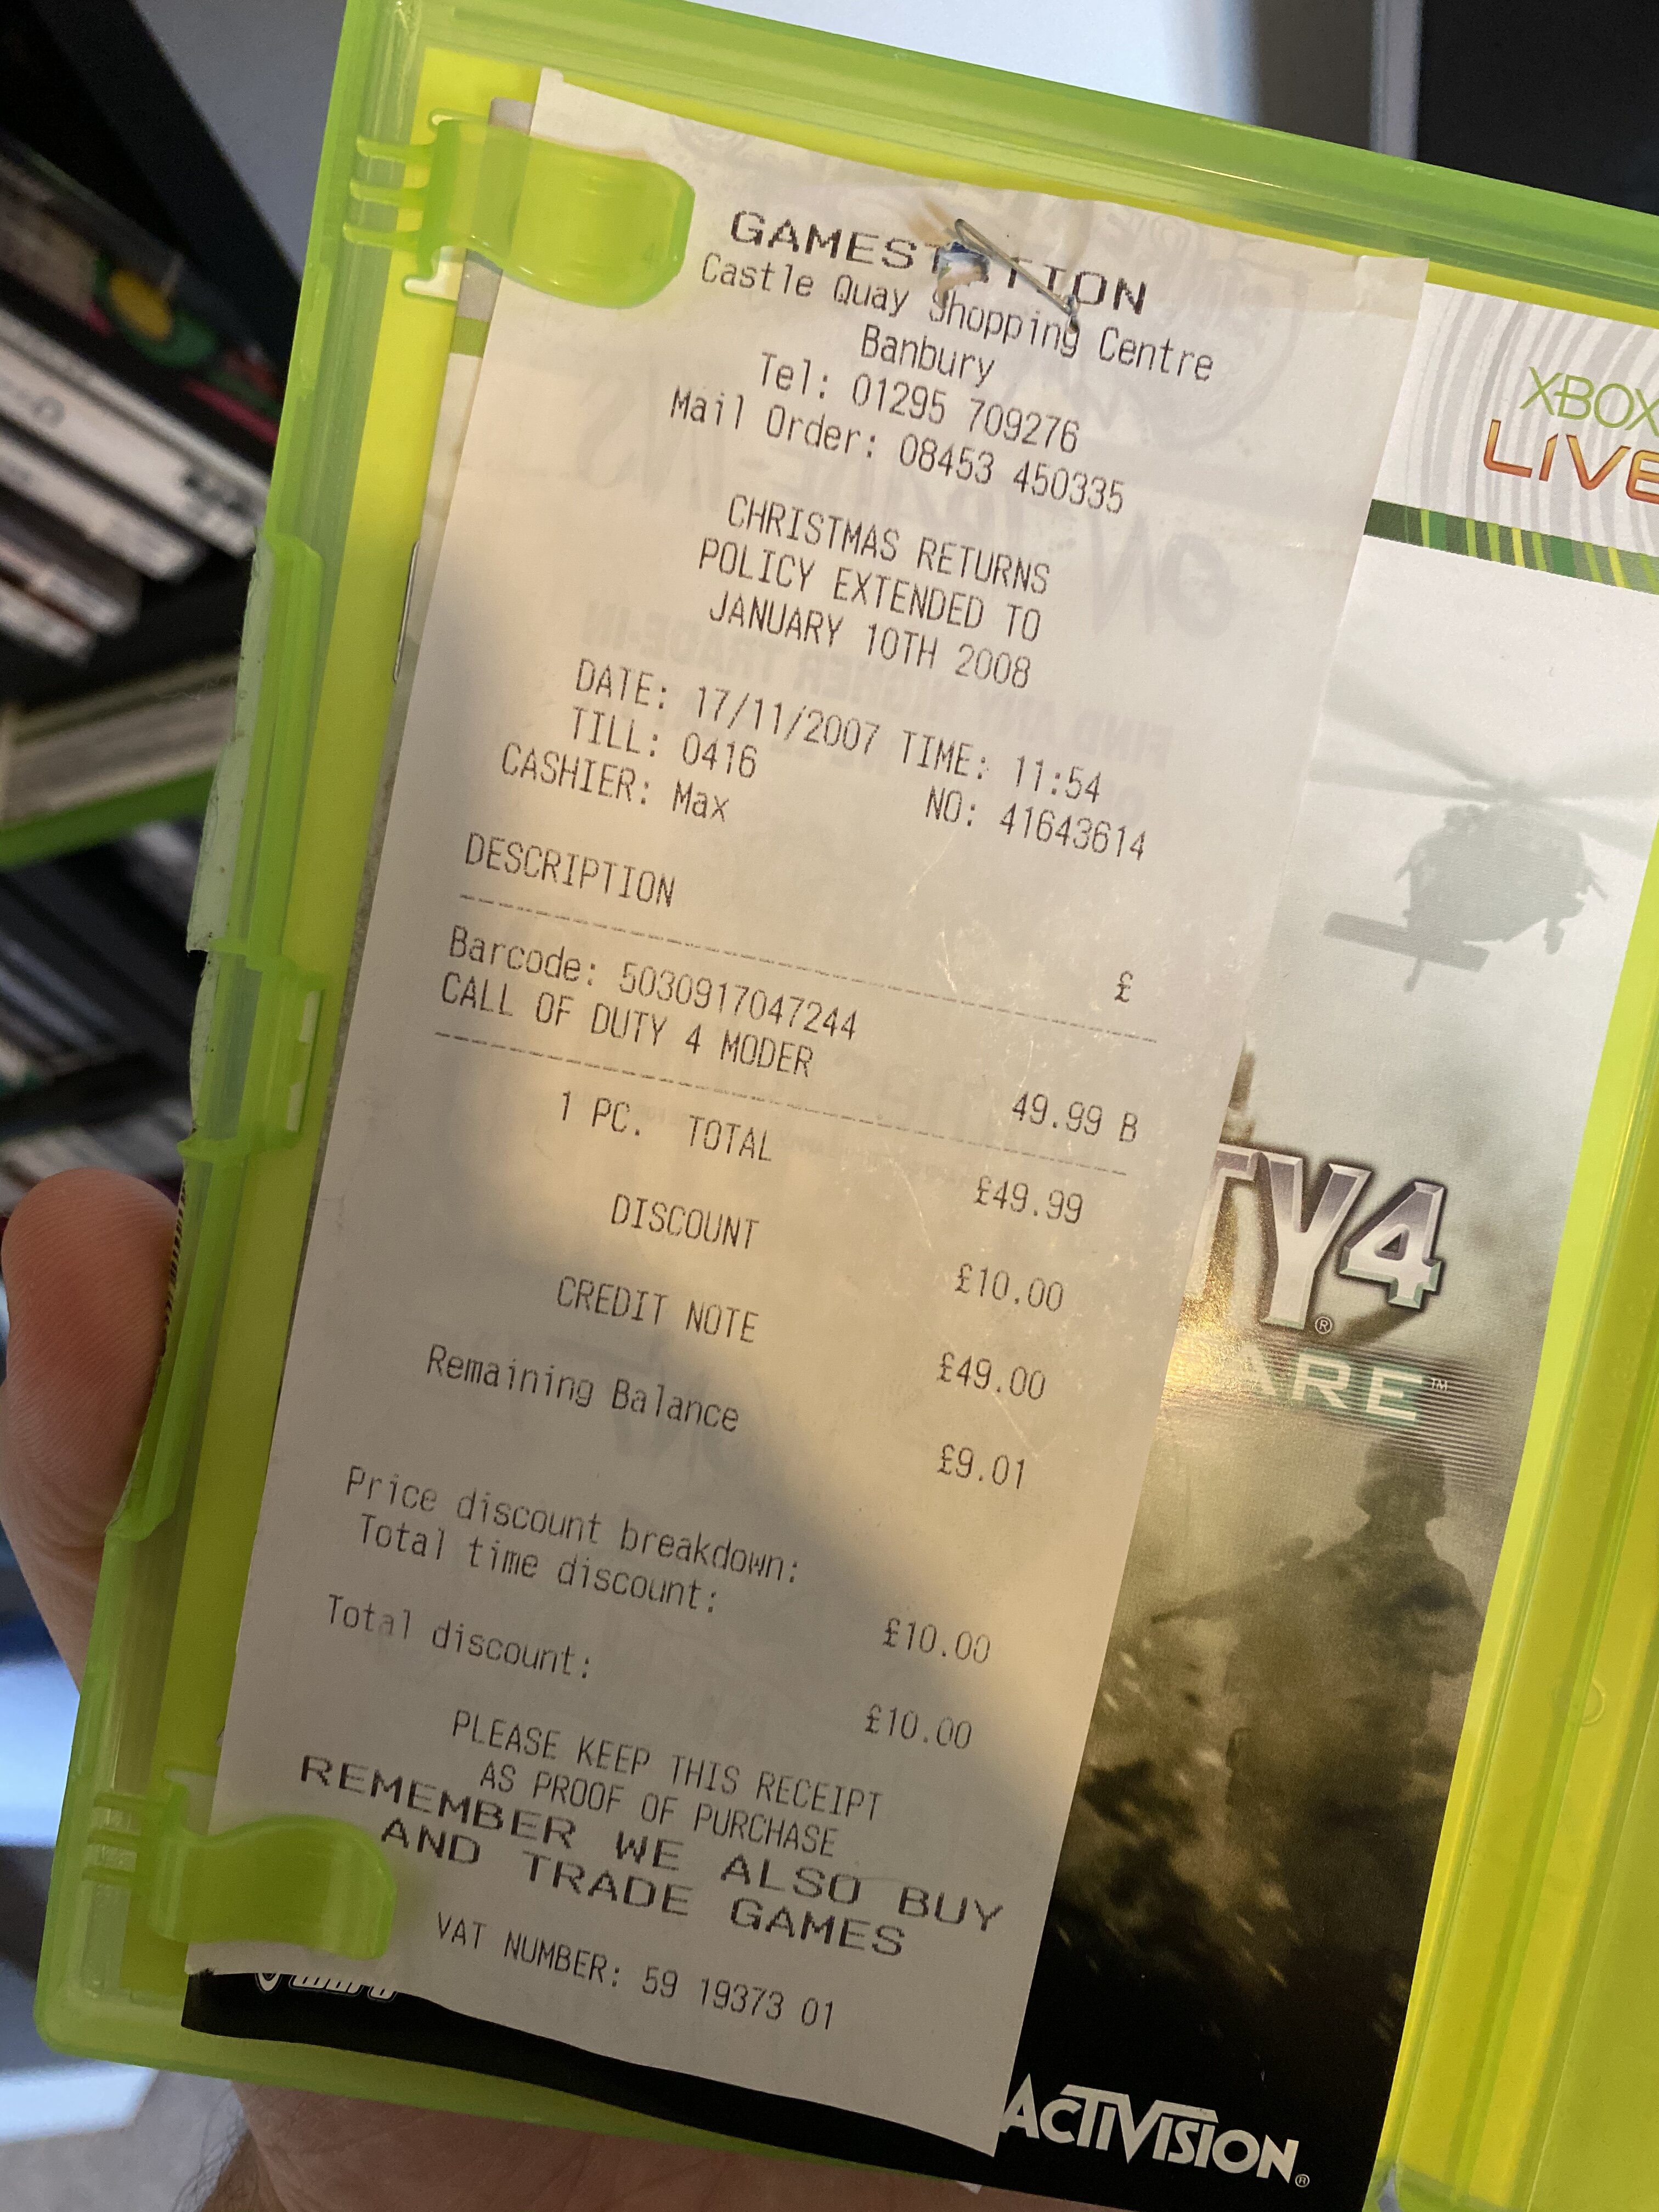 GAMESTATION
Castle Quay Shopping Centre
Banbury
Tel: 01295 709276
Mail Order: 08453 450335
CHRISTMAS RETURNS
POLICY EXTENDED TO
JANUARY 10TH 2008
DATE: 17/11/2007 TIME: 11:54
TILL: 0416 NO: 41643614
CASHIER: Max
DESCRIPTION £
Barcode: 5030917047244
CALL OF DUTY 4 MODER 49.99 B
1 PC. TOTAL £49.99
DISCOUNT £10.00
CREDIT NOTE £49.00
Remaining Balance £9.01
Price discount breakdown:
Total time discount: £10.00
Total discount: £10.00
PLEASE KEEP THIS RECEIPT
AS PROOF OF PURCHASE
REMEMBER WE ALSO BUY
AND TRADE GAMES
VAT NUMBER: 59 19373 01
XBOX
LIVE
TY4®
ARE™
ACTIVISION®